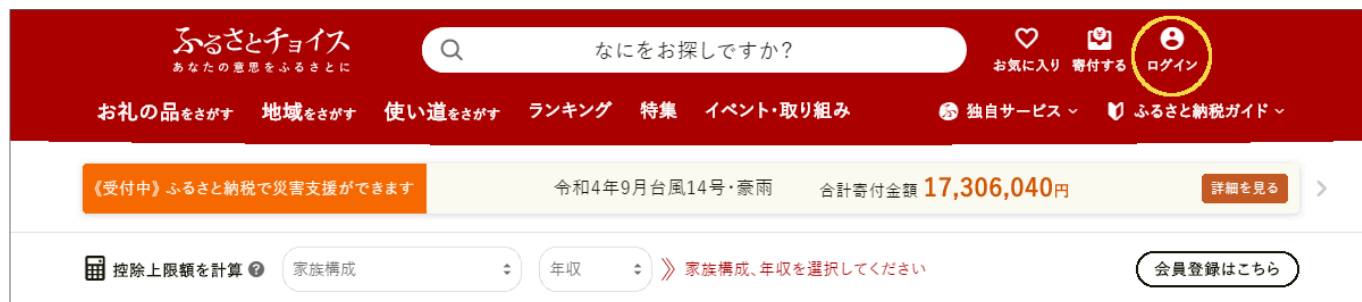 ふるさとチョイス
あなたの意思をふるさとに
なにをお探しですか?
お気に入り 寄付する ログイン
お礼の品をさがす 地域をさがす 使い道をさがす ランキング 特集 イベント・取り組み 独自サービス ふるさと納税ガイド
《受付中》ふるさと納税で災害支援ができます 令和4年9月台風14号・豪雨 合計寄付金額 17,306,040円 詳細を見る
控除上限額を計算 ? 家族構成 年収 》 家族構成、年収を選択してください 会員登録はこちら